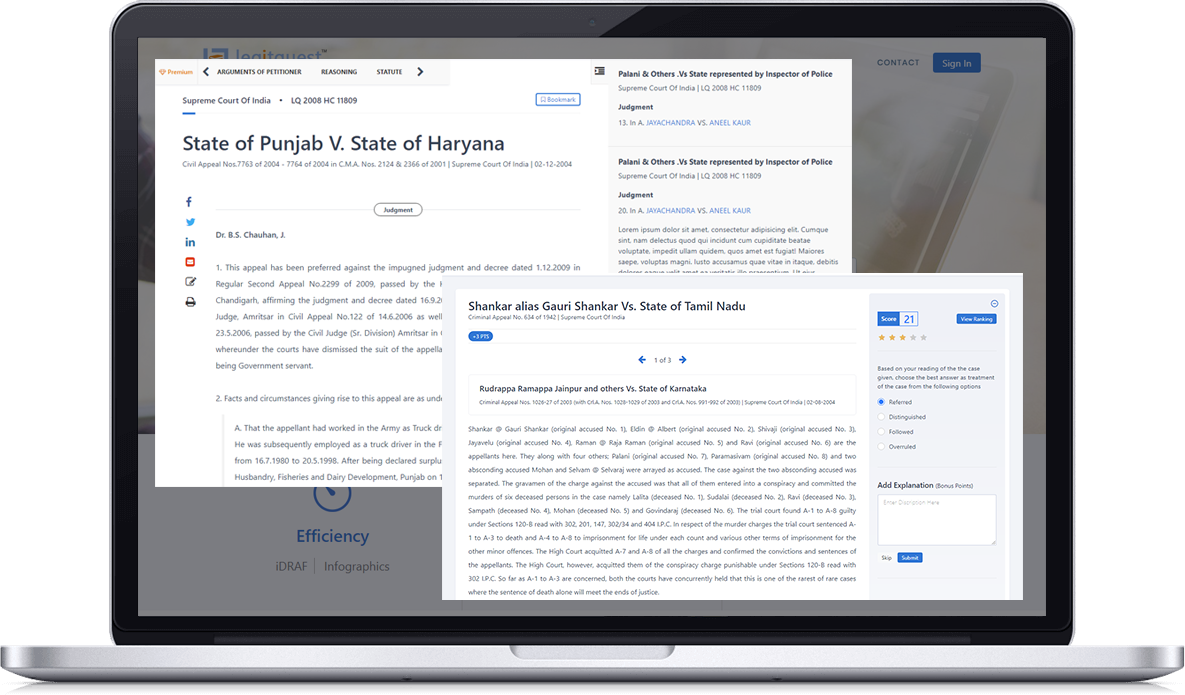 legitquest™
CONTACT
Sign In
Premium
ARGUMENTS OF PETITIONER
REASONING
STATUTE
Supreme Court Of India • LQ 2008 HC 11809
Bookmark
State of Punjab V. State of Haryana
Civil Appeal Nos.7763 of 2004 - 7764 of 2004 in C.M.A. Nos. 2124 & 2366 of 2001 | Supreme Court Of India | 02-12-2004
Judgment
Dr. B.S. Chauhan, J.
1. This appeal has been preferred against the impugned judgment and decree dated 1.12.2009 in
Regular Second Appeal No.2299 of 2009, passed by the
Chandigarh, affirming the judgment and decree dated 16.9.20
Judge, Amritsar in Civil Appeal No.122 of 14.6.2006 as well
23.5.2006, passed by the Civil Judge (Sr. Division) Amritsar in
whereunder the courts have dismissed the suit of the appella
being Government servant.
2. Facts and circumstances giving rise to this appeal are as unde
A. That the appellant had worked in the Army as Truck dr
He was subsequently employed as a truck driver in the
from 16.7.1980 to 20.5.1998. After being declared surplu
Husbandry, Fisheries and Dairy Development, Punjab on 1
Palani & Others .Vs State represented by Inspector of Police
Supreme Court Of India | LQ 2008 HC 11809
Judgment
13. In A. JAYACHANDRA VS. ANEEL KAUR
Palani & Others .Vs State represented by Inspector of Police
Supreme Court Of India | LQ 2008 HC 11809
Judgment
20. In A. JAYACHANDRA VS. ANEEL KAUR
Lorem ipsum dolor sit amet, consectetur adipisicing elit. Cumque
sint, nam delectus quod qui incidunt cum cupiditate beatae
voluptate, impedit ullam quidem, quos amet est fugiat! Maiores
saepe, voluptas magni. Iusto accusamus quae vitae in itaque, debitis
Shankar alias Gauri Shankar Vs. State of Tamil Nadu
Criminal Appeal No. 634 of 1942 | Supreme Court Of India
+3 PTS
1 of 3
Rudrappa Ramappa Jainpur and others Vs. State of Karnataka
Criminal Appeal Nos. 1026-27 of 2003 (with Crl.A. Nos. 1028-1029 of 2003 and Crl.A. Nos. 991-992 of 2003) | Supreme Court Of India | 02-08-2004
Shankar @ Gauri Shankar (original accused No. 1), Eldin @ Albert (original accused No. 2), Shivaji (original accused No. 3),
Jayavelu (original accused No. 4), Raman @ Raja Raman (original accused No. 5) and Ravi (original accused No. 6) are the
appellants here. They along with four others; Palani (original accused No. 7), Paramasivam (original accused No. 8) and two
absconding accused Mohan and Selvam @ Selvaraj were arrayed as accused. The case against the two absconding accused was
separated. The gravamen of the charge against the accused was that all of them entered into a conspiracy and committed the
murders of six deceased persons in the case namely Lalita (deceased No. 1), Sudalai (deceased No. 2), Ravi (deceased No. 3),
Sampath (deceased No. 4), Mohan (deceased No. 5) and Govindaraj (deceased No. 6). The trial court found A-1 to A-8 guilty
under Sections 120-B read with 302, 201, 147, 302/34 and 404 I.P.C. In respect of the murder charges the trial court sentenced A-
1 to A-3 to death and A-4 to A-8 to imprisonment for life under each count and various other terms of imprisonment for the
other minor offences. The High Court acquitted A-7 and A-8 of all the charges and confirmed the convictions and sentences of
the appellants. The High Court, however, acquitted them of the conspiracy charge punishable under Sections 120-B read with
302 I.P.C. So far as A-1 to A-3 are concerned, both the courts have concurrently held that this is one of the rarest of rare cases
where the sentence of death alone will meet the ends of justice.
Score 21
View Ranking
Based on your reading of the the case
given, choose the best answer as treatment
of the case from the following options
Referred
Distinguished
Followed
Overruled
Add Explanation (Bonus Points)
Enter Discription Here
Skip
Submit
Efficiency
iDRAF
Infographics